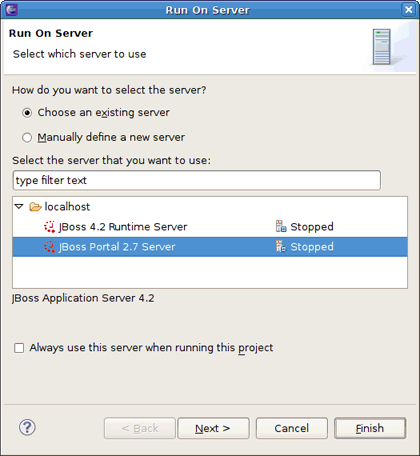 Run On Server
Run On Server
Select which server to use
How do you want to select the server?
Choose an existing server
Manually define a new server
Select the server that you want to use:
type filter text
localhost
JBoss 4.2 Runtime Server Stopped
JBoss Portal 2.7 Server Stopped
JBoss Application Server 4.2
Always use this server when running this project
? < Back Next > Cancel Finish